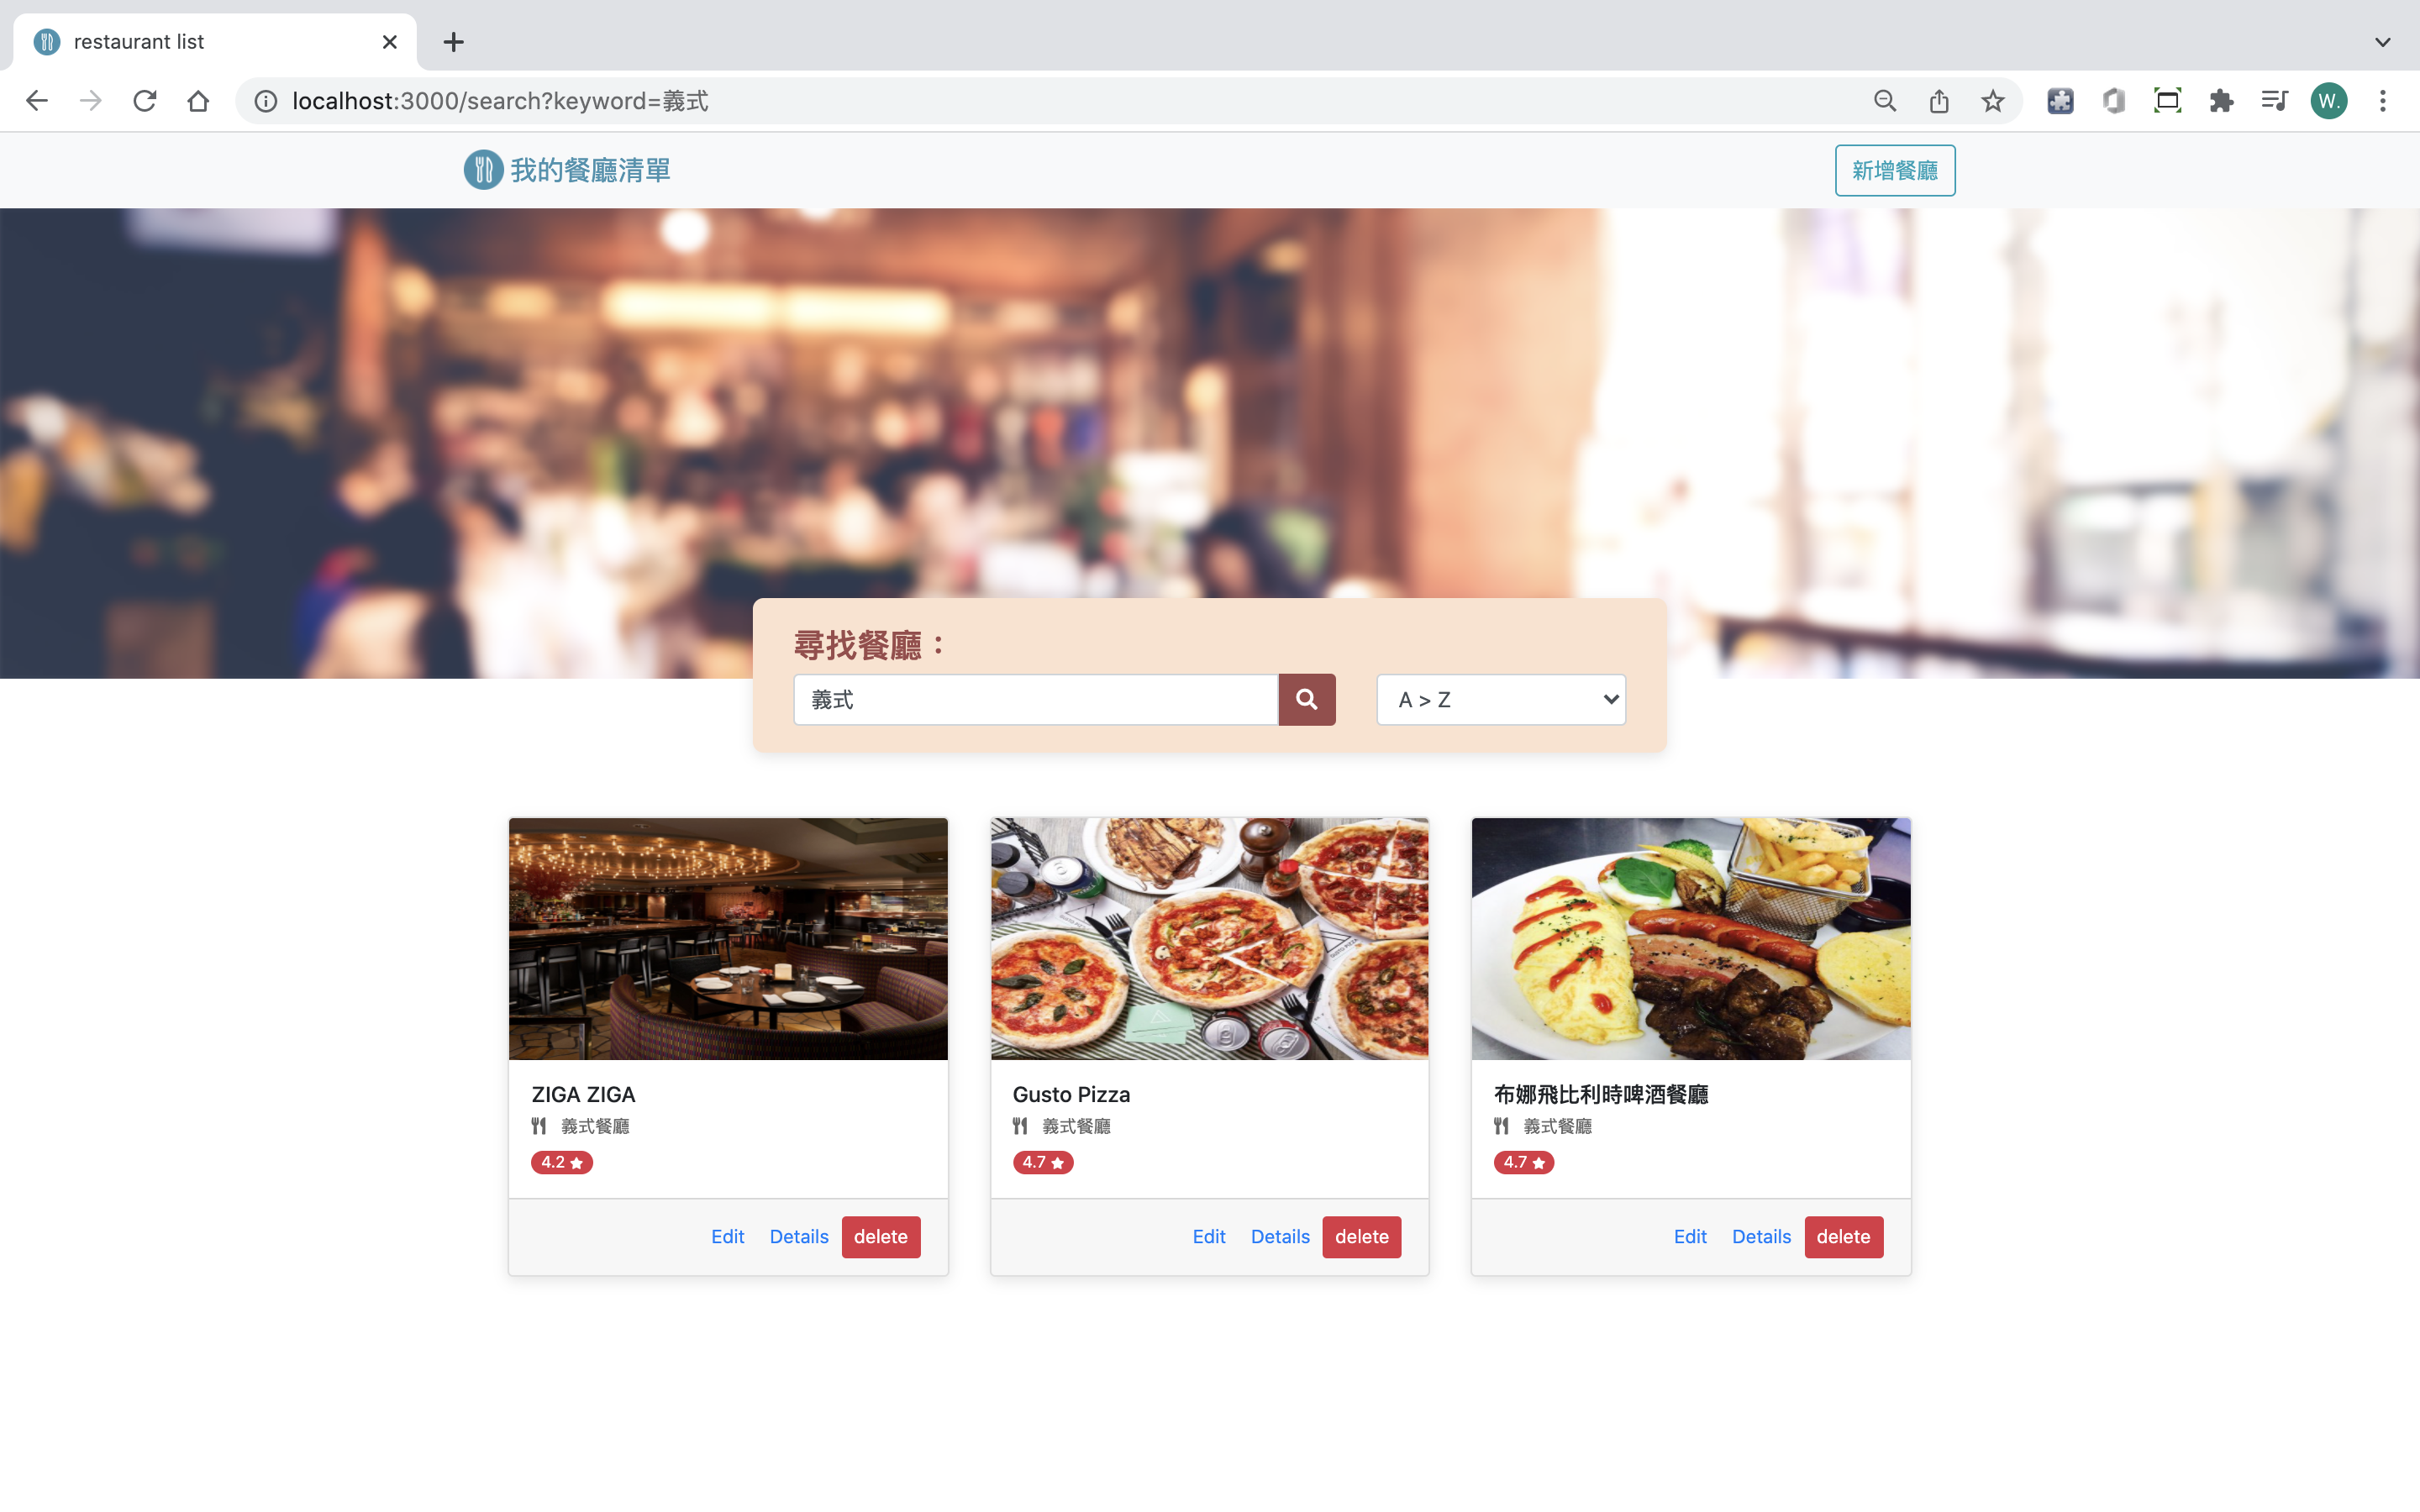 restaurant list
localhost:3000/search?keyword=義式
W.
我的餐廳清單
新增餐廳
尋找餐廳：
義式
A > Z
ZIGA ZIGA
義式餐廳
4.2
Edit Details delete
Gusto Pizza
義式餐廳
4.7
Edit Details delete
布娜飛比利時啤酒餐廳
義式餐廳
4.7
Edit Details delete